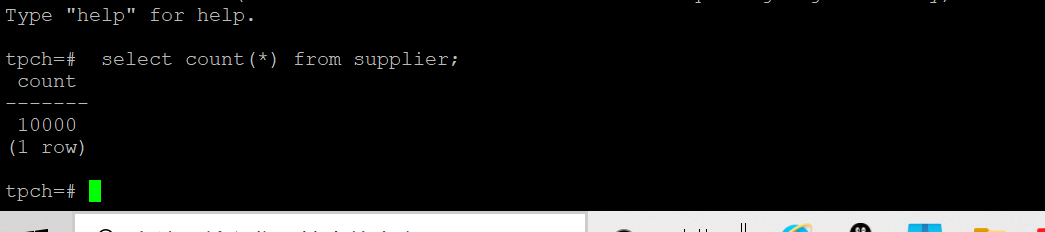 Type "help" for help.
tpch=#  select count(*) from supplier;
 count
-------
 10000
(1 row)
tpch=#